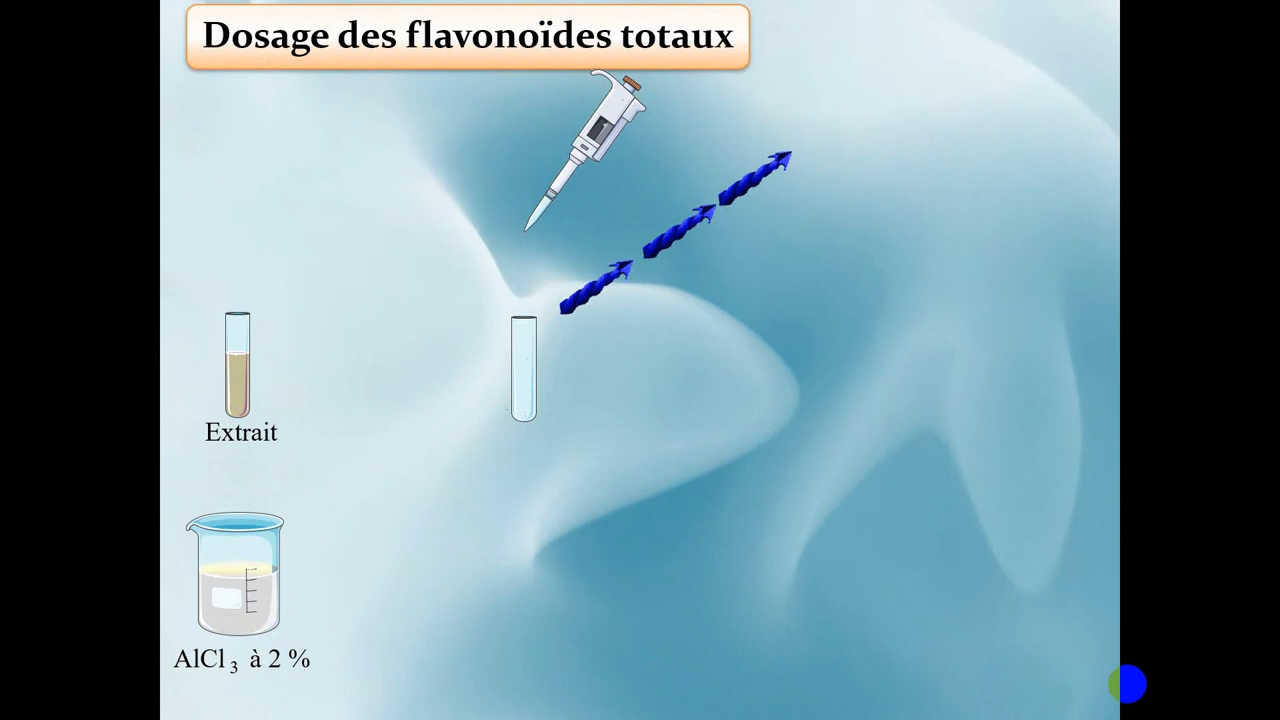 Dosage des flavonoïdes totaux
Extrait
AlCl₃ à 2 %